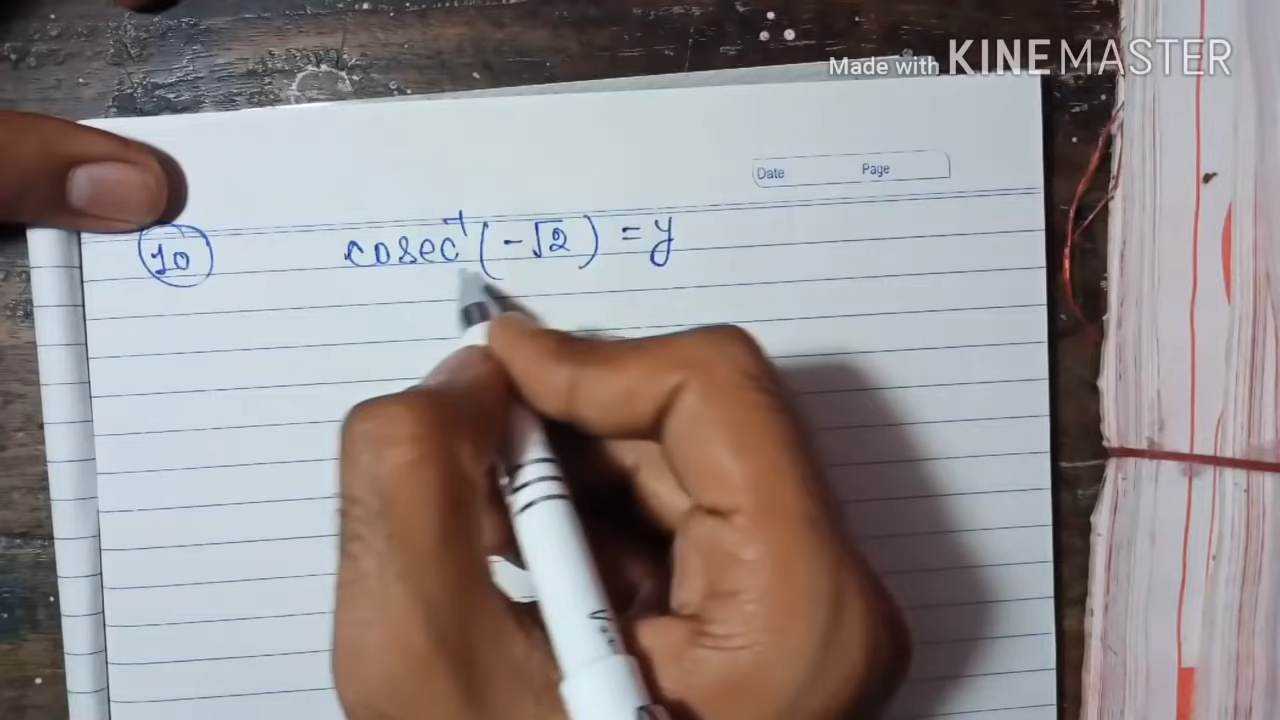 Made with KINEMASTER
Date Page
10 cosec⁻¹(-√2) = y